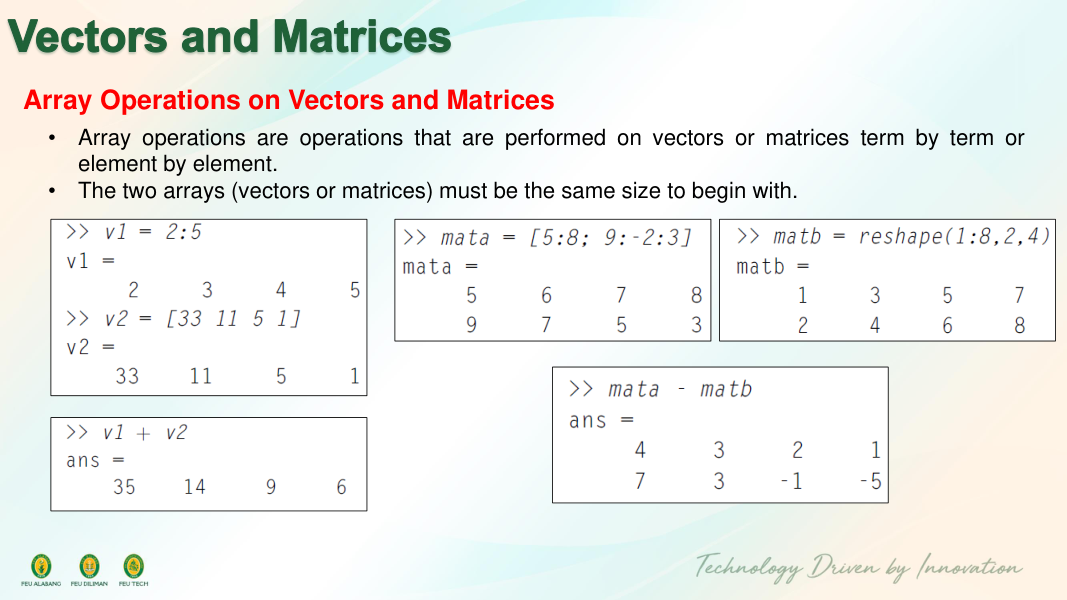 Vectors and Matrices
Array Operations on Vectors and Matrices
• Array operations are operations that are performed on vectors or matrices term by term or
element by element.
• The two arrays (vectors or matrices) must be the same size to begin with.
>> v1 = 2:5
v1 =
2 3 4 5
>> v2 = [33 11 5 1]
v2 =
33 11 5 1
>> v1 + v2
ans =
35 14 9 6
>> mata = [5:8; 9:-2:3]
mata =
5 6 7 8
9 7 5 3
>> matb = reshape(1:8,2,4)
matb =
1 3 5 7
2 4 6 8
>> mata - matb
ans =
4 3 2 1
7 3 -1 -5
FEU ALABANG FEU DILIMAN FEU TECH
Technology Driven by Innovation